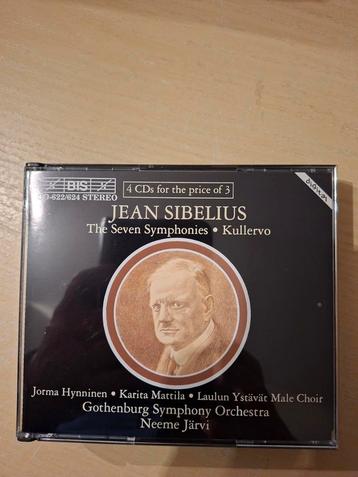 BIS
4 CDs for the price of 3
CD-622/624 STEREO
JEAN SIBELIUS
The Seven Symphonies • Kullervo
Jorma Hynninen • Karita Mattila • Laulun Ystävät Male Choir
Gothenburg Symphony Orchestra
Neeme Järvi